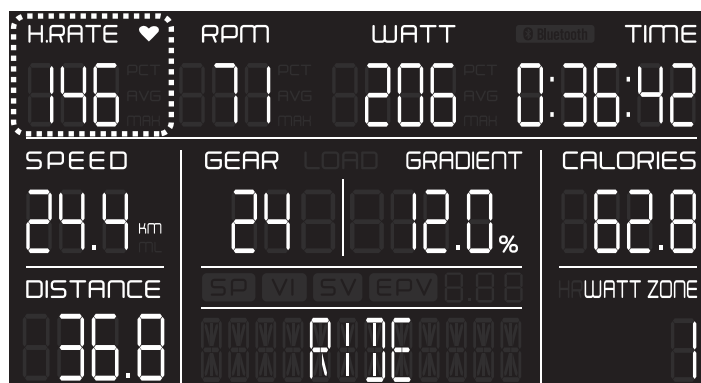 H.RATE RPM WATT Bluetooth TIME
PCT PCT PCT
146 71 206 0:36:42
AVG AVG AVG
MAX MAX MAX
SPEED GEAR LOAD GRADIENT CALORIES
24.4 KM 24 12.0 % 62.8
ML
DISTANCE SP VI SV EPV 8.88 HR WATT ZONE
36.8 RIDE 1